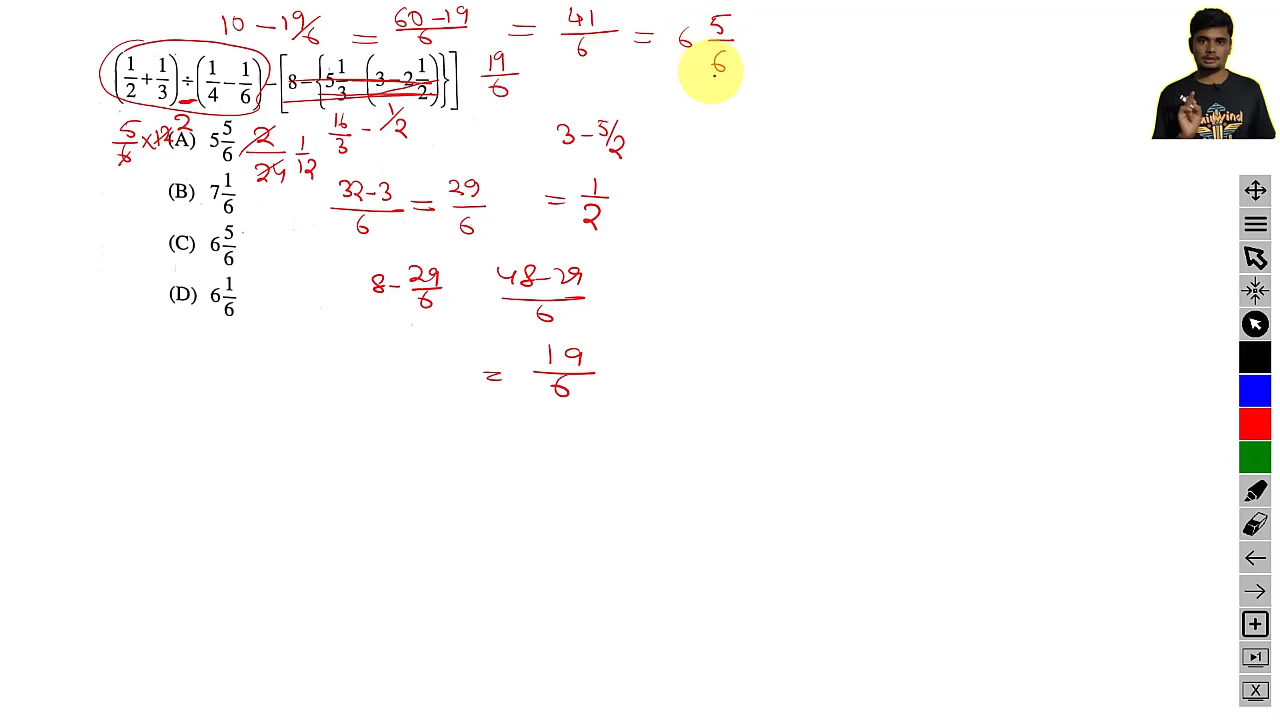 10 - 19/6 = 60-19/6 = 41/6 = 6 5/6
(1/2 + 1/3) ÷ (1/4 - 1/6) - [8 - {5 1/3 - (3 - 2 1/2)}] 19/6
5/6 × 12 2 2/24 1/12 16/3 - 1/2 3 - 5/2
(A) 5 5/6
32-3/6 = 29/6 = 1/2
(B) 7 1/6
(C) 6 5/6
8 - 29/6 48-29/6
(D) 6 1/6
= 19/6